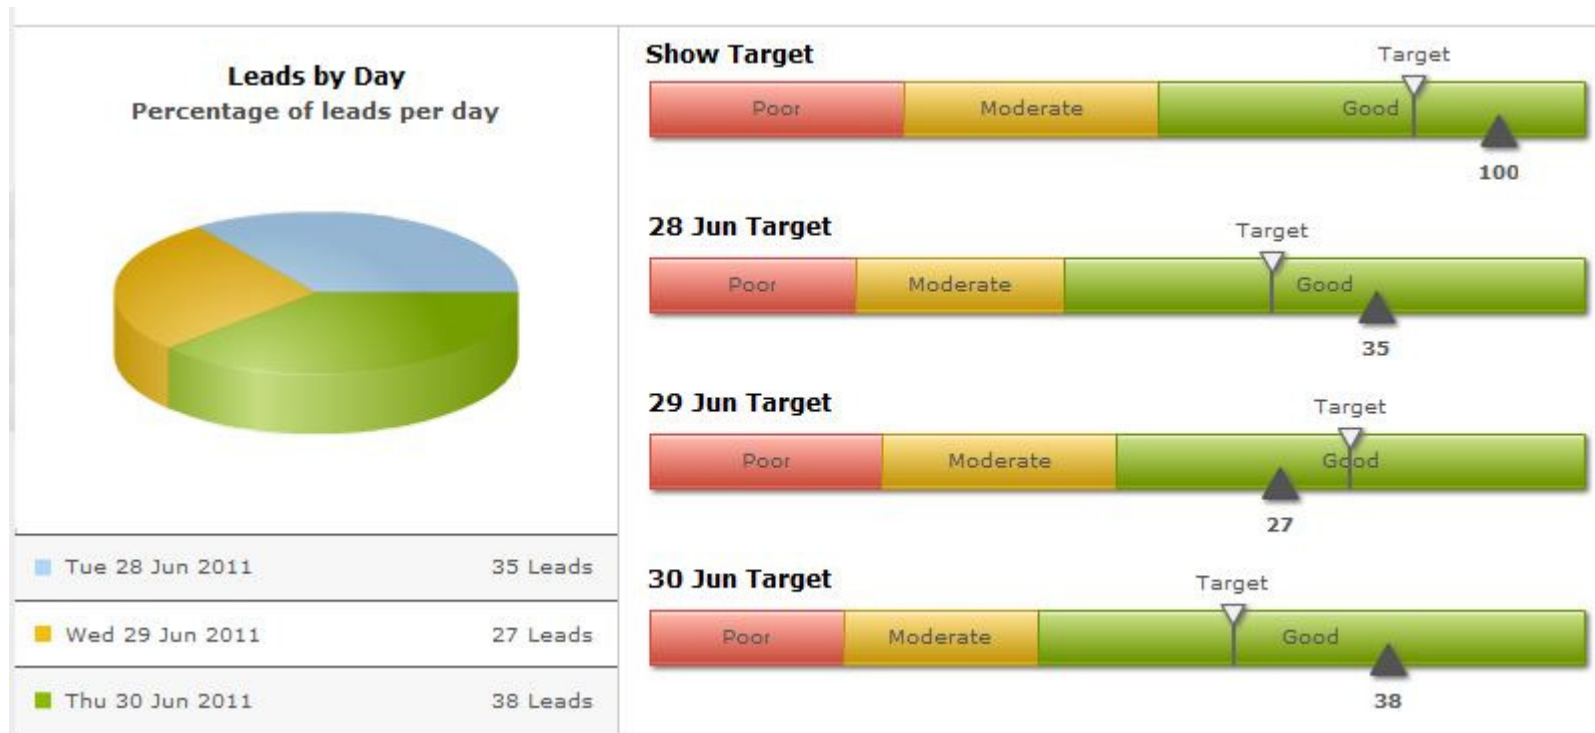 Leads by Day
Percentage of leads per day
Tue 28 Jun 2011 35 Leads
Wed 29 Jun 2011 27 Leads
Thu 30 Jun 2011 38 Leads
Show Target
Target
Poor Moderate Good
100
28 Jun Target
Target
Poor Moderate Good
35
29 Jun Target
Target
Poor Moderate Good
27
30 Jun Target
Target
Poor Moderate Good
38